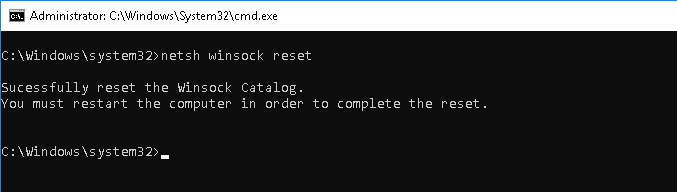 Administrator: C:\Windows\System32\cmd.exe
C:\Windows\system32>netsh winsock reset
Sucessfully reset the Winsock Catalog.
You must restart the computer in order to complete the reset.
C:\Windows\system32>